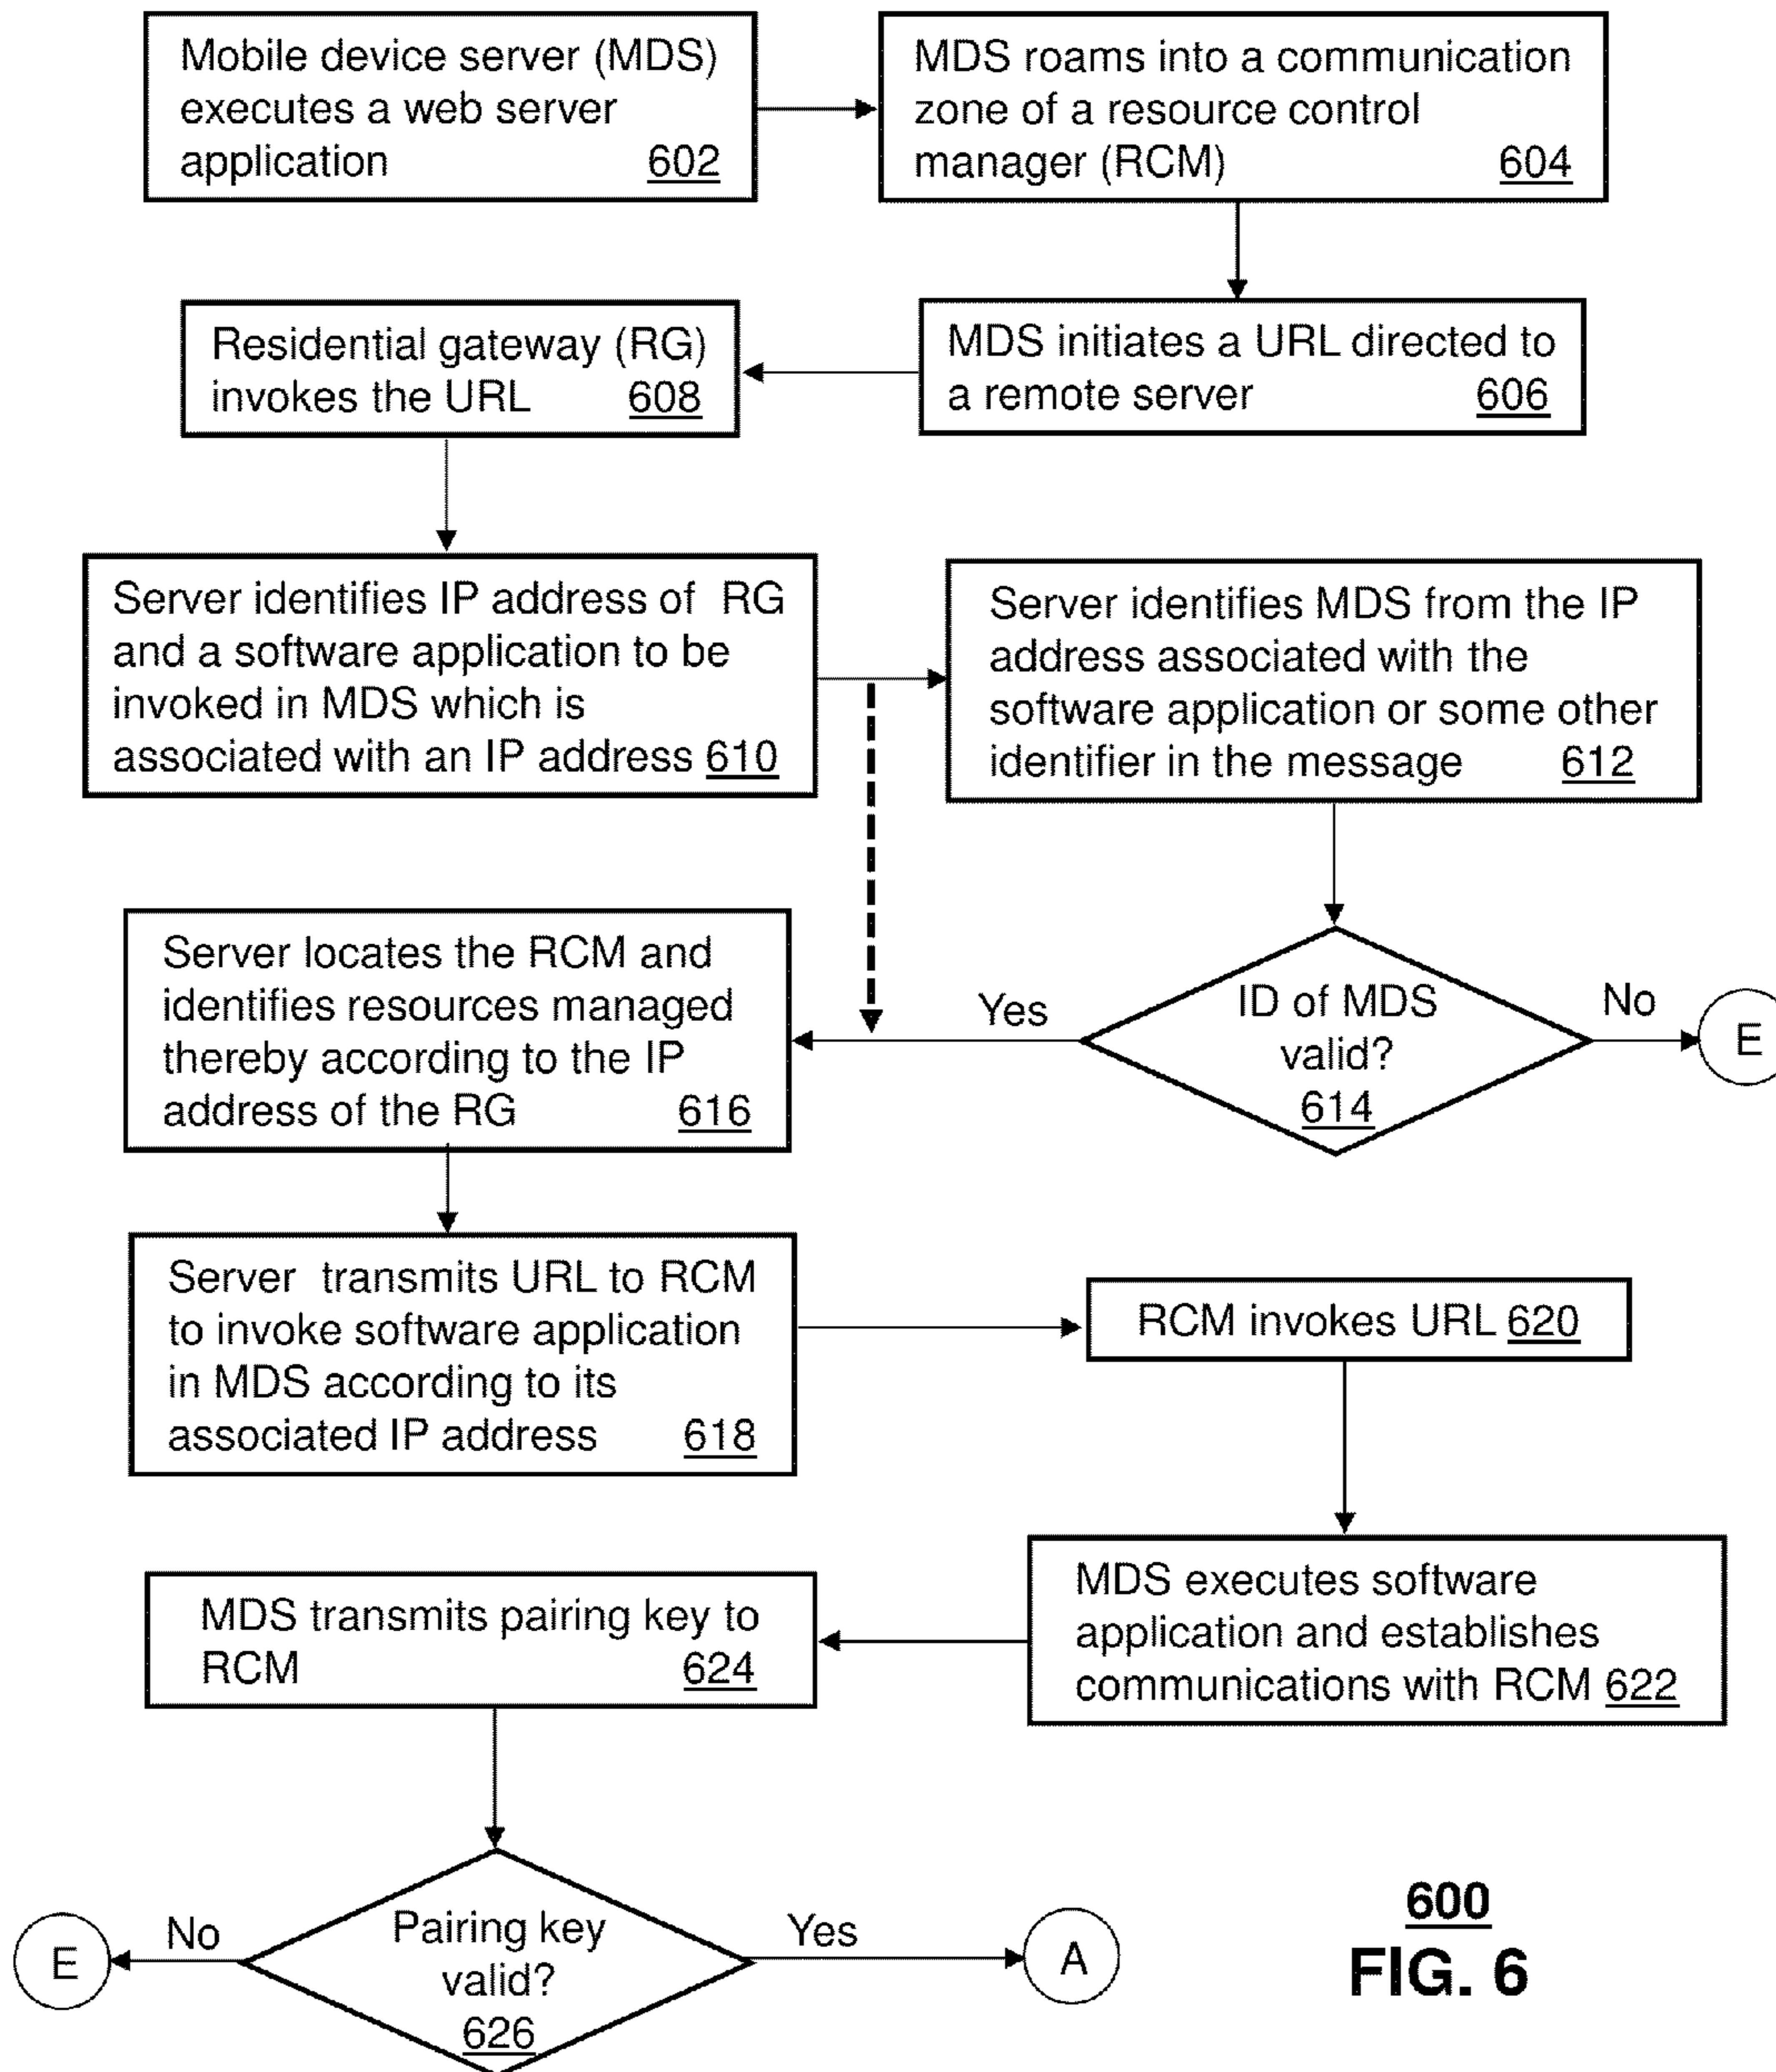 Mobile device server (MDS)
executes a web server
application 602
MDS roams into a communication
zone of a resource control
manager (RCM) 604
MDS initiates a URL directed to
a remote server 606
Residential gateway (RG)
invokes the URL 608
Server identifies IP address of RG
and a software application to be
invoked in MDS which is
associated with an IP address 610
Server identifies MDS from the IP
address associated with the
software application or some other
identifier in the message 612
ID of MDS
valid?
614
Yes
No
E
Server locates the RCM and
identifies resources managed
thereby according to the IP
address of the RG 616
Server transmits URL to RCM
to invoke software application
in MDS according to its
associated IP address 618
RCM invokes URL 620
MDS executes software
application and establishes
communications with RCM 622
MDS transmits pairing key to
RCM 624
Pairing key
valid?
626
No
E
Yes
A
600
FIG. 6